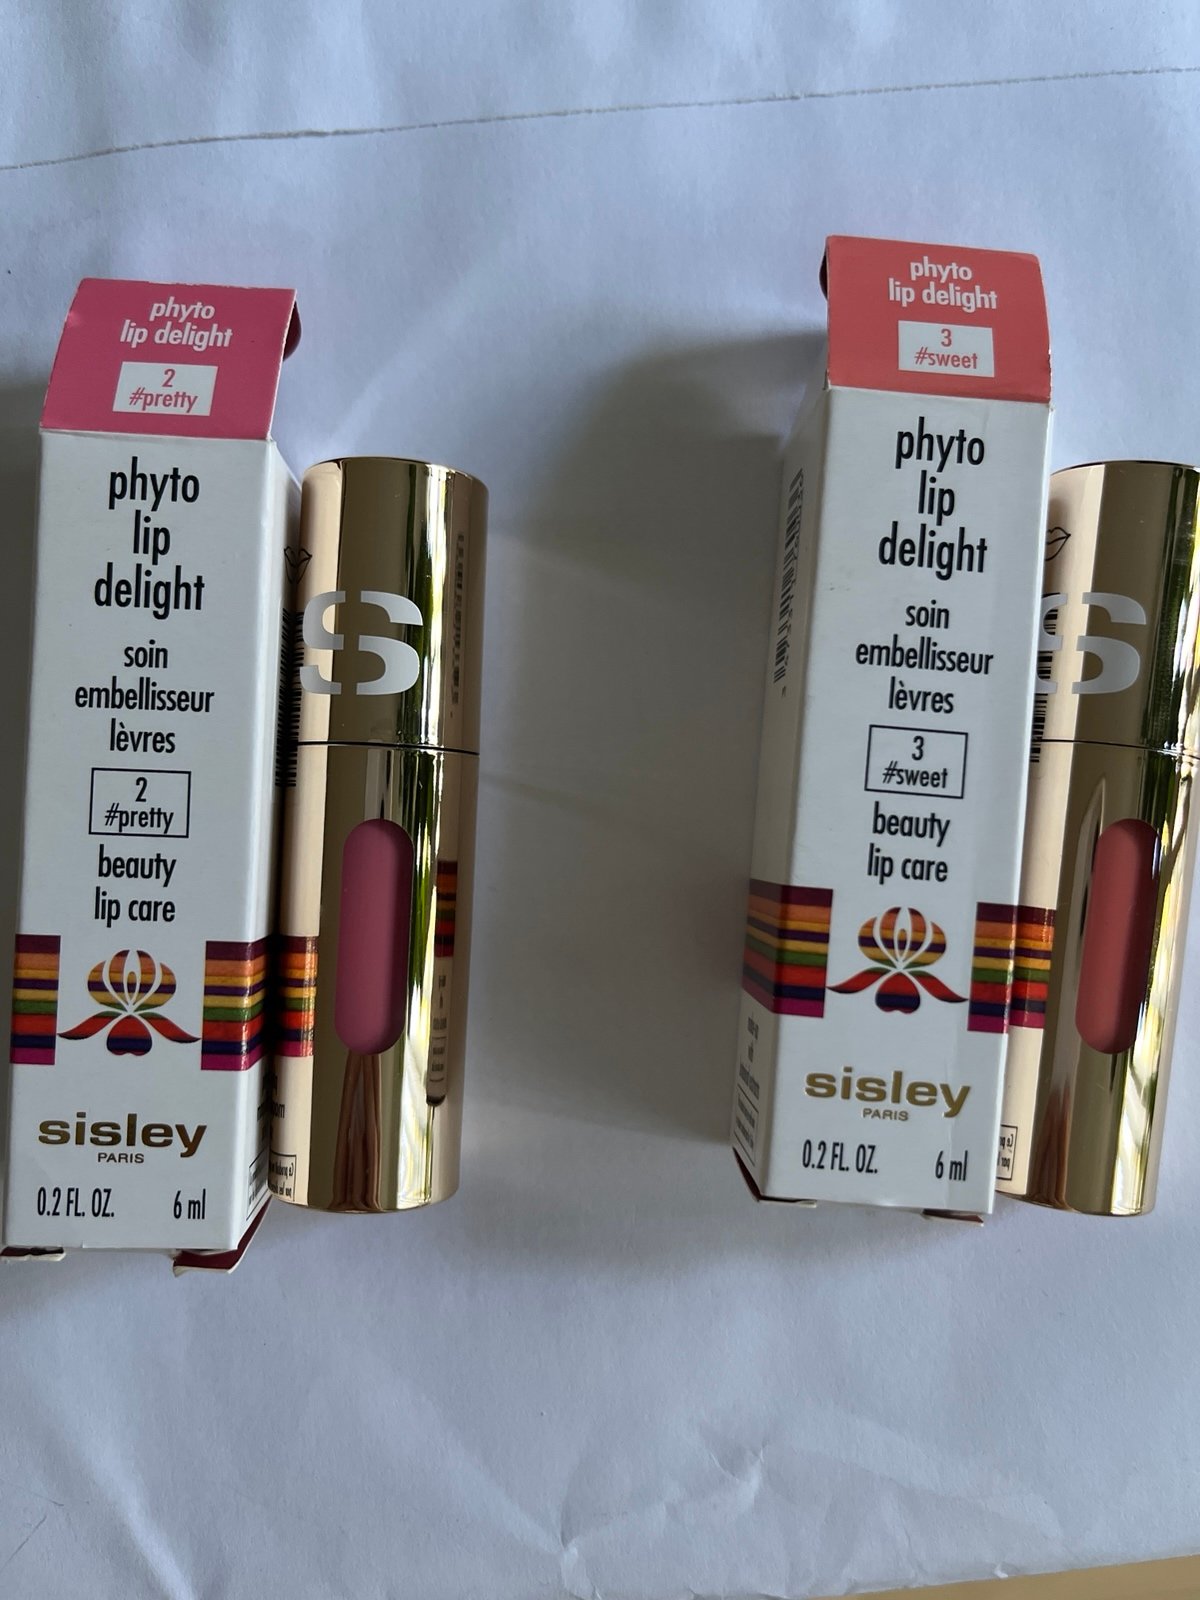 phyto
lip delight
2
#pretty
phyto
lip
delight
soin
embellisseur
lèvres
2
#pretty
beauty
lip care
sisley
PARIS
0.2 FL. OZ. 6 ml
S
phyto
lip delight
3
#sweet
phyto
lip
delight
soin
embellisseur
lèvres
3
#sweet
beauty
lip care
sisley
PARIS
0.2 FL. OZ. 6 ml
S